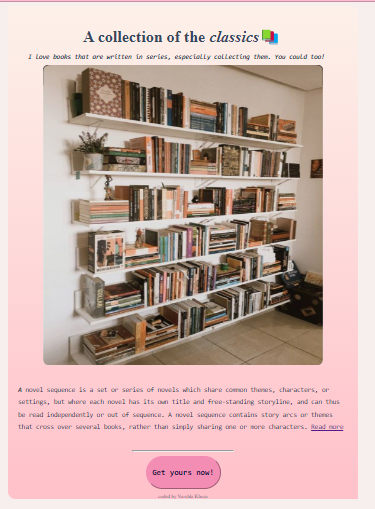 A collection of the classics
I love books that are written in series, especially collecting them. You could too!
A novel sequence is a set or series of novels which share common themes, characters, or
settings, but where each novel has its own title and free-standing storyline, and can thus
be read independently or out of sequence. A novel sequence contains story arcs or themes
that cross over several books, rather than simply sharing one or more characters. Read more
Get yours now!
coded by